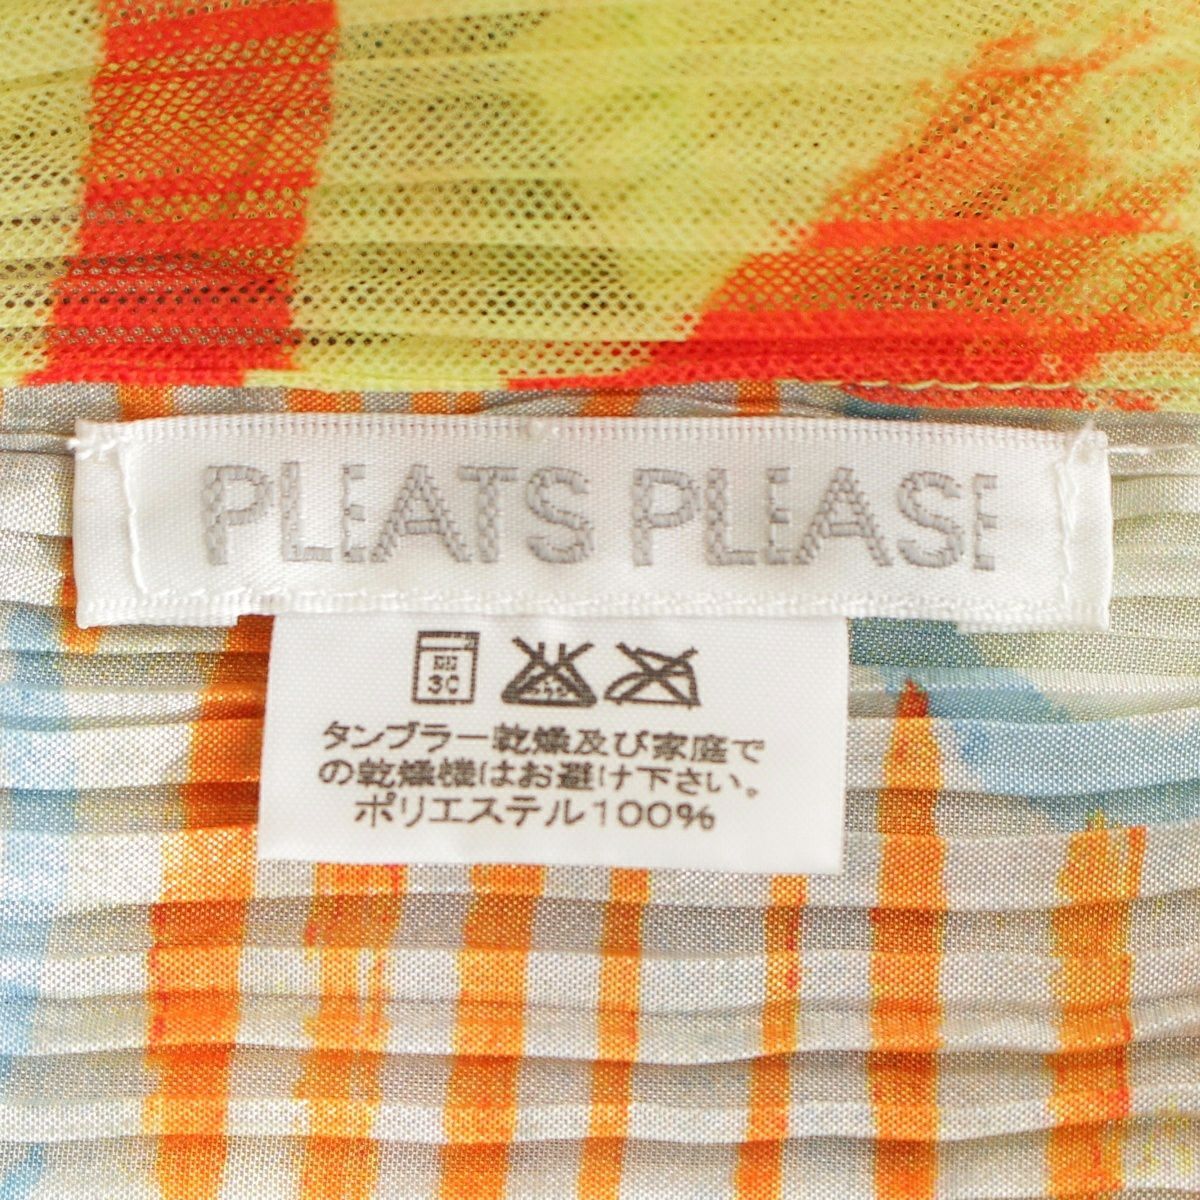 PLEATS PLEASE
タンブラー乾燥及び家庭で
の乾燥機はお避け下さい。
ポリエステル100%